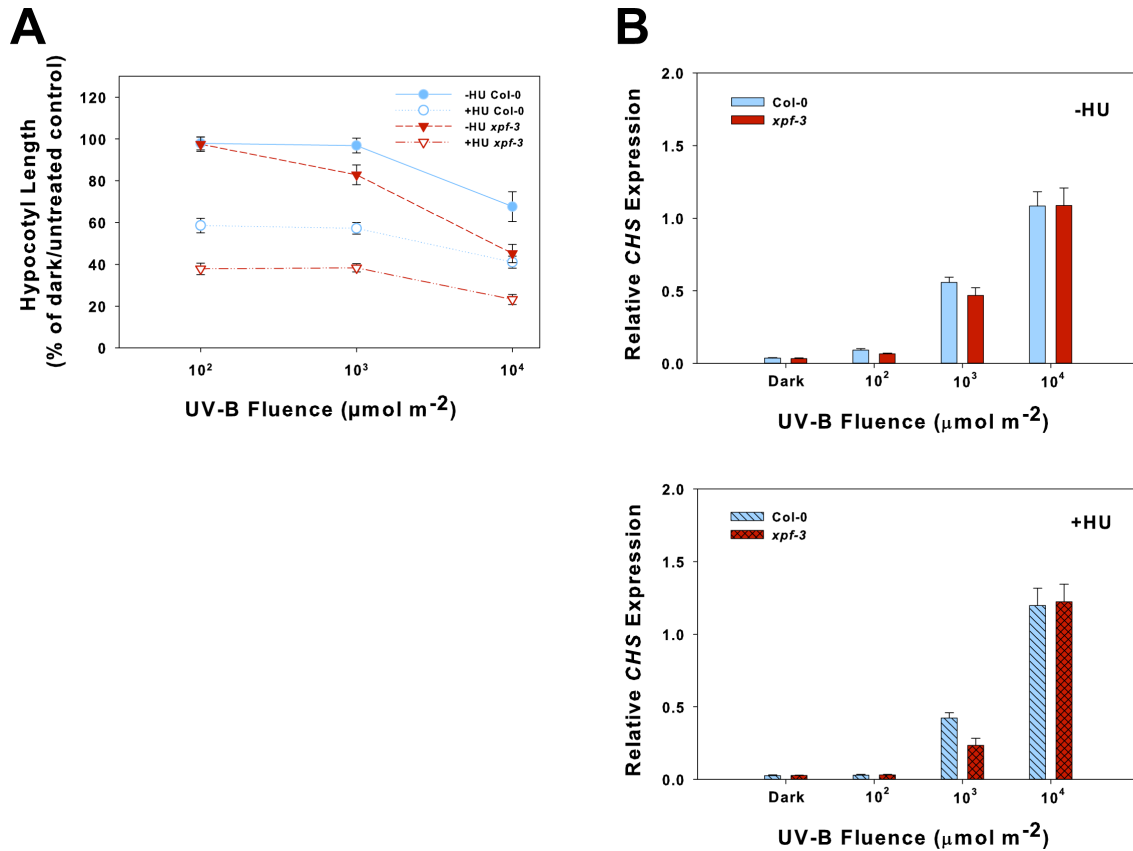 A
Hypocotyl Length
(% of dark/untreated control)
120
100
80
60
40
20
0
-HU Col-0
+HU Col-0
-HU xpf-3
+HU xpf-3
10²
10³
10⁴
UV-B Fluence (µmol m⁻²)
B
Relative CHS Expression
2.0
1.5
1.0
0.5
0.0
Col-0
xpf-3
-HU
Dark
10²
10³
10⁴
UV-B Fluence (μmol m⁻²)
Relative CHS Expression
2.0
1.5
1.0
0.5
0.0
Col-0
xpf-3
+HU
Dark
10²
10³
10⁴
UV-B Fluence (μmol m⁻²)